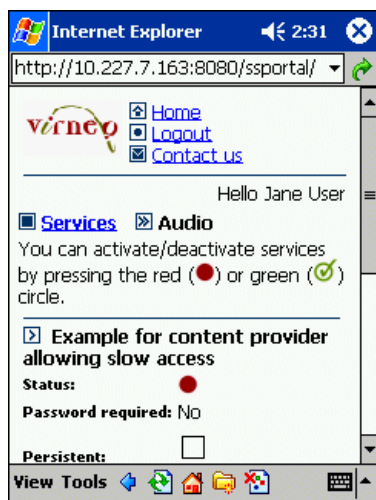 Internet Explorer 2:31
http://10.227.7.163:8080/ssportal/
virneo Home
Logout
Contact us
Hello Jane User
Services Audio
You can activate/deactivate services
by pressing the red ( ) or green ( )
circle.
Example for content provider
allowing slow access
Status:
Password required: No
Persistent:
View Tools